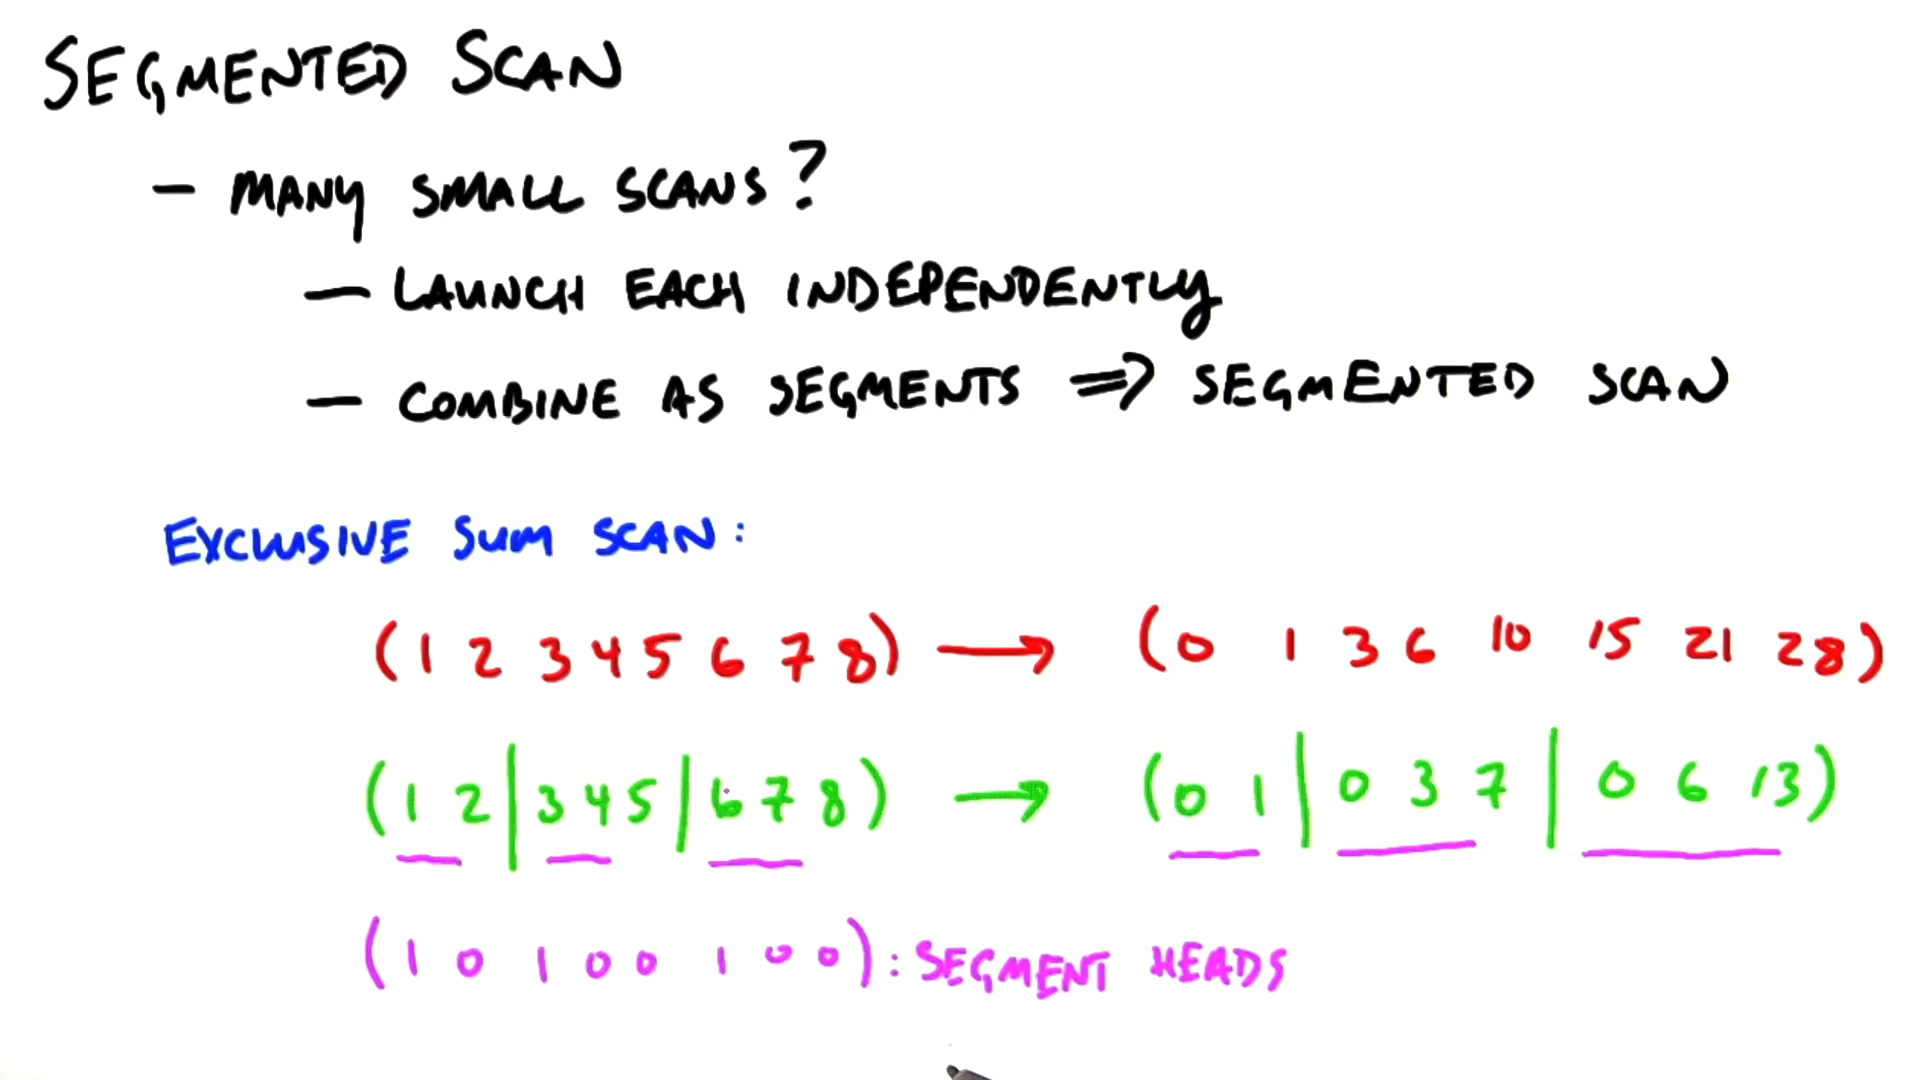 SEGMENTED SCAN
- MANY SMALL SCANS?
- LAUNCH EACH INDEPENDENTLY
- COMBINE AS SEGMENTS ⇒ SEGMENTED SCAN
EXCLUSIVE SUM SCAN:
(1 2 3 4 5 6 7 8) → (0 1 3 6 10 15 21 28)
(1 2 | 3 4 5 | 6 7 8) → (0 1 | 0 3 7 | 0 6 13)
(1 0 1 0 0 1 0 0) : SEGMENT HEADS